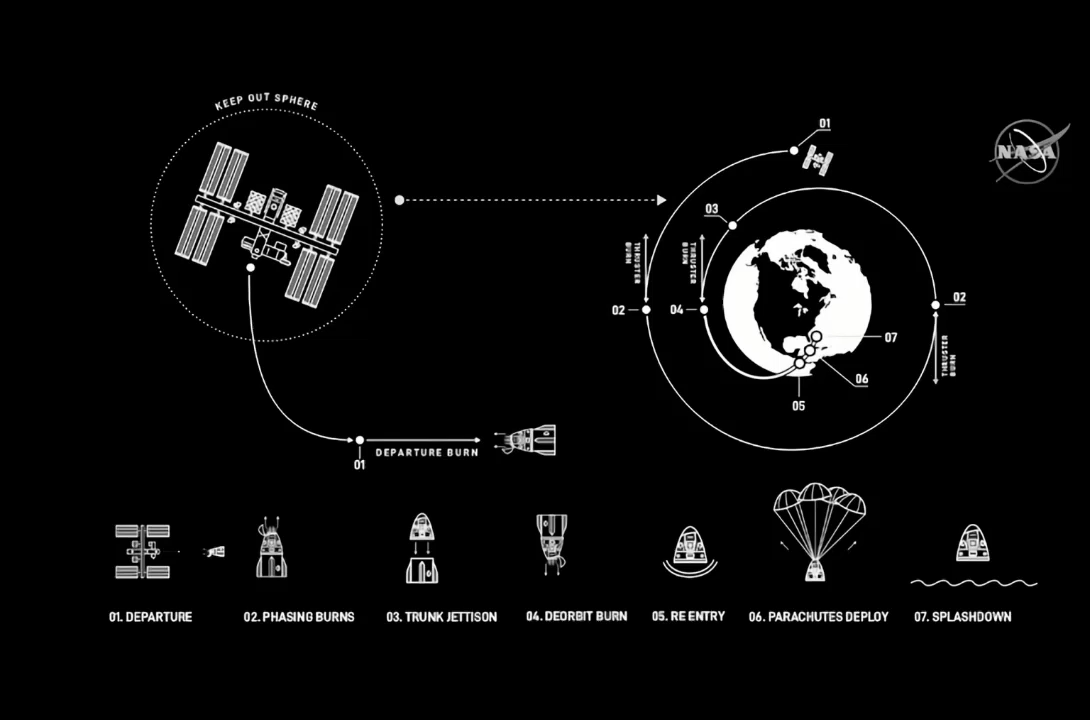 KEEP OUT SPHERE
01
DEPARTURE BURN
01
NASA
03
THRUSTER
BURN
THRUSTER
BURN
02
04
02
07
THRUSTER
BURN
06
05
01. DEPARTURE
02. PHASING BURNS
03. TRUNK JETTISON
04. DEORBIT BURN
05. RE ENTRY
06. PARACHUTES DEPLOY
07. SPLASHDOWN